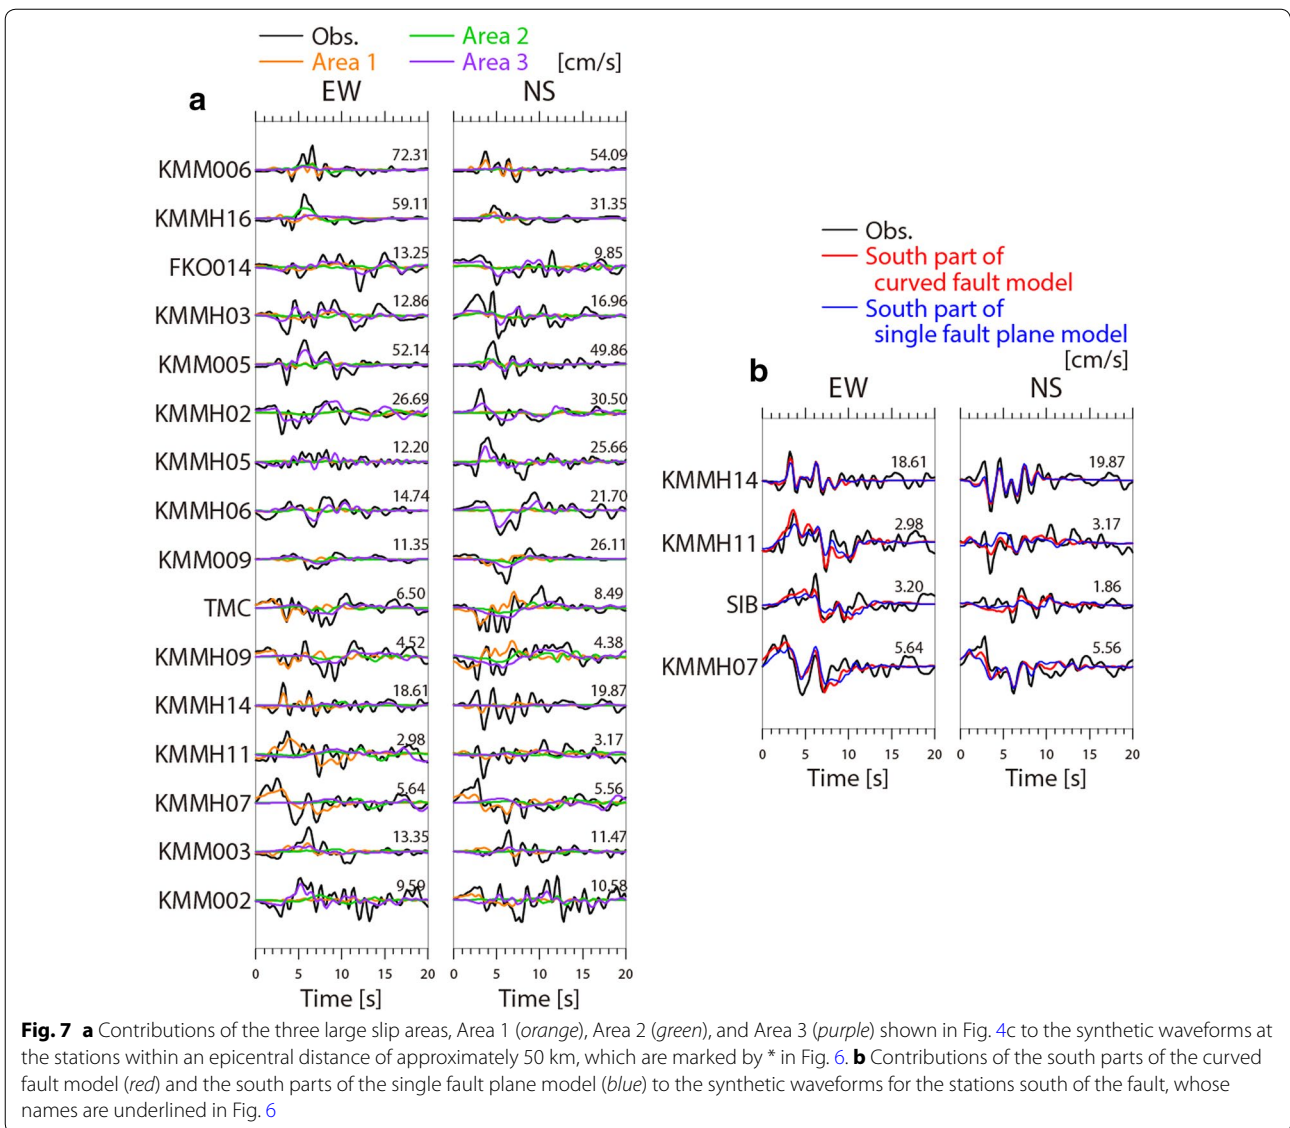 Obs. Area 2
Area 1 Area 3 [cm/s]
a EW NS
KMM006 72.31 54.09
KMMH16 59.11 31.35
FKO014 13.25 9.85
KMMH03 12.86 16.96
KMM005 52.14 49.86
KMMH02 26.69 30.50
KMMH05 12.20 25.66
KMMH06 14.74 21.70
KMM009 11.35 26.11
TMC 6.50 8.49
KMMH09 4.52 4.38
KMMH14 18.61 19.87
KMMH11 2.98 3.17
KMMH07 5.64 5.56
KMM003 13.35 11.47
KMM002 9.59 10.58
0 5 10 15 20 0 5 10 15 20
Time [s] Time [s]
Obs.
South part of
curved fault model
South part of
single fault plane model
[cm/s]
b EW NS
KMMH14 18.61 19.87
KMMH11 2.98 3.17
SIB 3.20 1.86
KMMH07 5.64 5.56
0 5 10 15 20 0 5 10 15 20
Time [s] Time [s]
Fig. 7 a Contributions of the three large slip areas, Area 1 (orange), Area 2 (green), and Area 3 (purple) shown in Fig. 4c to the synthetic waveforms at
the stations within an epicentral distance of approximately 50 km, which are marked by * in Fig. 6. b Contributions of the south parts of the curved
fault model (red) and the south parts of the single fault plane model (blue) to the synthetic waveforms for the stations south of the fault, whose
names are underlined in Fig. 6